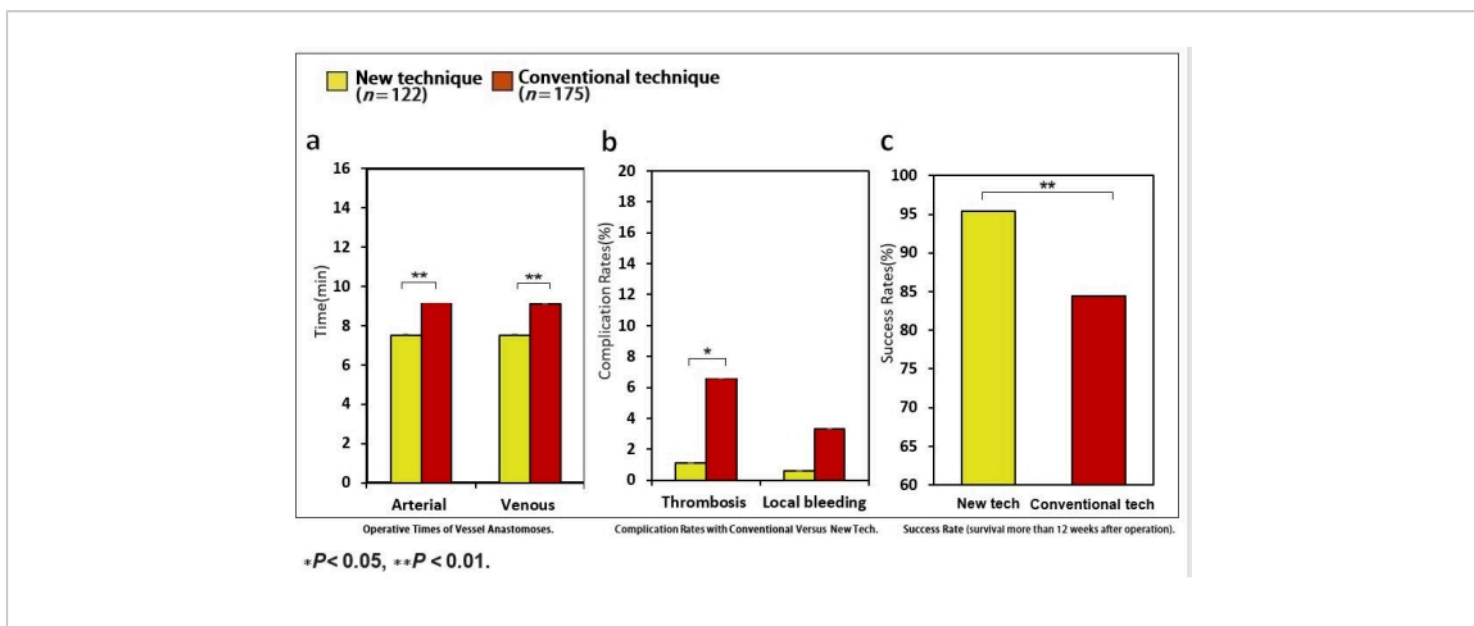 New technique
(n=122)
Conventional technique
(n=175)
a
16
14
12
10
8
6
4
2
0
Time(min)
**
**
Arterial
Venous
Operative Times of Vessel Anastomoses.
b
20
18
16
14
12
10
8
6
4
2
0
Complication Rates(%)
*
Thrombosis
Local bleeding
Complication Rates with Conventional Versus New Tech.
c
100
95
90
85
80
75
70
65
60
Success Rates(%)
**
New tech
Conventional tech
Success Rate (survival more than 12 weeks after operation).
*P< 0.05, **P < 0.01.